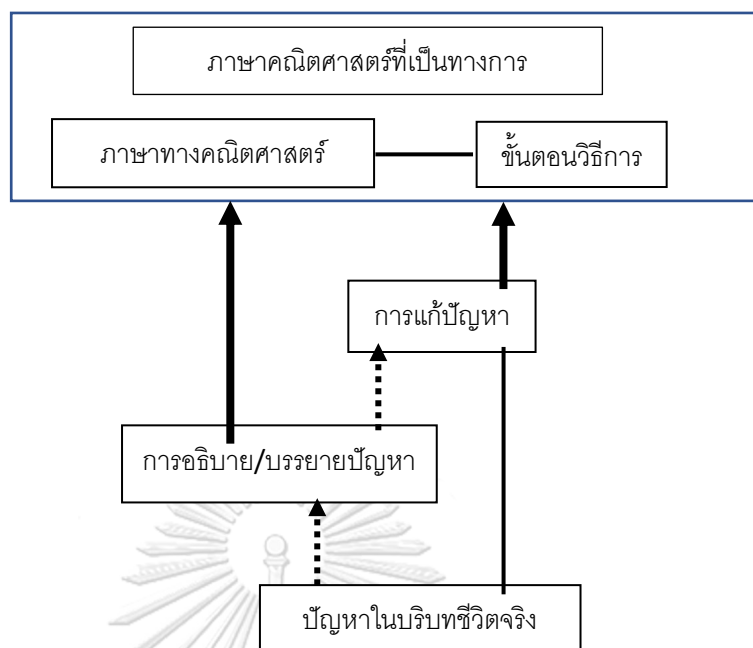 ภาษาคณิตศาสตร์ที่เป็นทางการ
ภาษาทางคณิตศาสตร์
ขั้นตอนวิธีการ
การแก้ปัญหา
การอธิบาย/บรรยายปัญหา
ปัญหาในบริบทชีวิตจริง